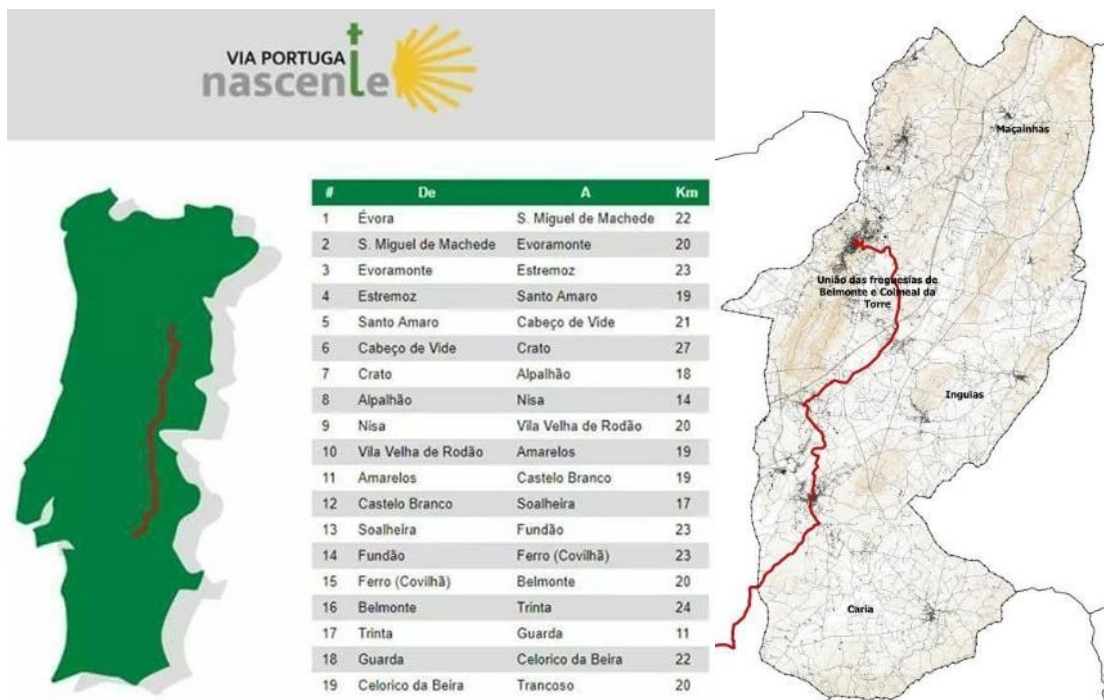 VIA PORTUGAL
nascente
# De A Km
1 Évora S. Miguel de Machede 22
2 S. Miguel de Machede Evoramonte 20
3 Evoramonte Estremoz 23
4 Estremoz Santo Amaro 19
5 Santo Amaro Cabeço de Vide 21
6 Cabeço de Vide Crato 27
7 Crato Alpalhão 18
8 Alpalhão Nisa 14
9 Nisa Vila Velha de Rodão 20
10 Vila Velha de Rodão Amarelos 19
11 Amarelos Castelo Branco 19
12 Castelo Branco Soalheira 17
13 Soalheira Fundão 23
14 Fundão Ferro (Covilhã) 23
15 Ferro (Covilhã) Belmonte 20
16 Belmonte Trinta 24
17 Trinta Guarda 11
18 Guarda Celorico da Beira 22
19 Celorico da Beira Trancoso 20
Maçainhas
União das freguesias de
Belmonte e Colmeal da
Torre
Inguias
Caria